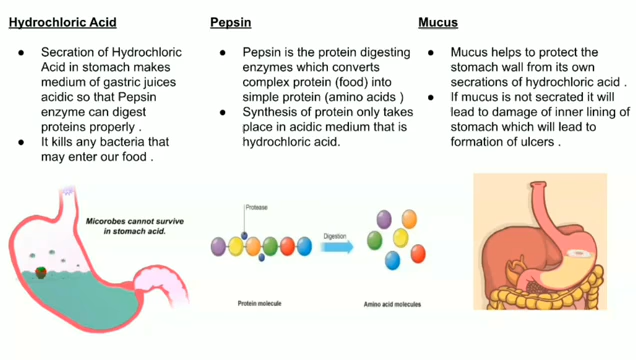 Hydrochloric Acid
● Secration of Hydrochloric
Acid in stomach makes
medium of gastric juices
acidic so that Pepsin
enzyme can digest
proteins properly .
● It kills any bacteria that
may enter our food .
Microbes cannot survive
in stomach acid.
Pepsin
● Pepsin is the protein digesting
enzymes which converts
complex protein (food) into
simple protein (amino acids )
● Synthesis of protein only takes
place in acidic medium that is
hydrochloric acid.
Protease
Digestion
Protein molecule
Amino acid molecules
Mucus
● Mucus helps to protect the
stomach wall from its own
secrations of hydrochloric acid .
● If mucus is not secrated it will
lead to damage of inner lining of
stomach which will lead to
formation of ulcers .